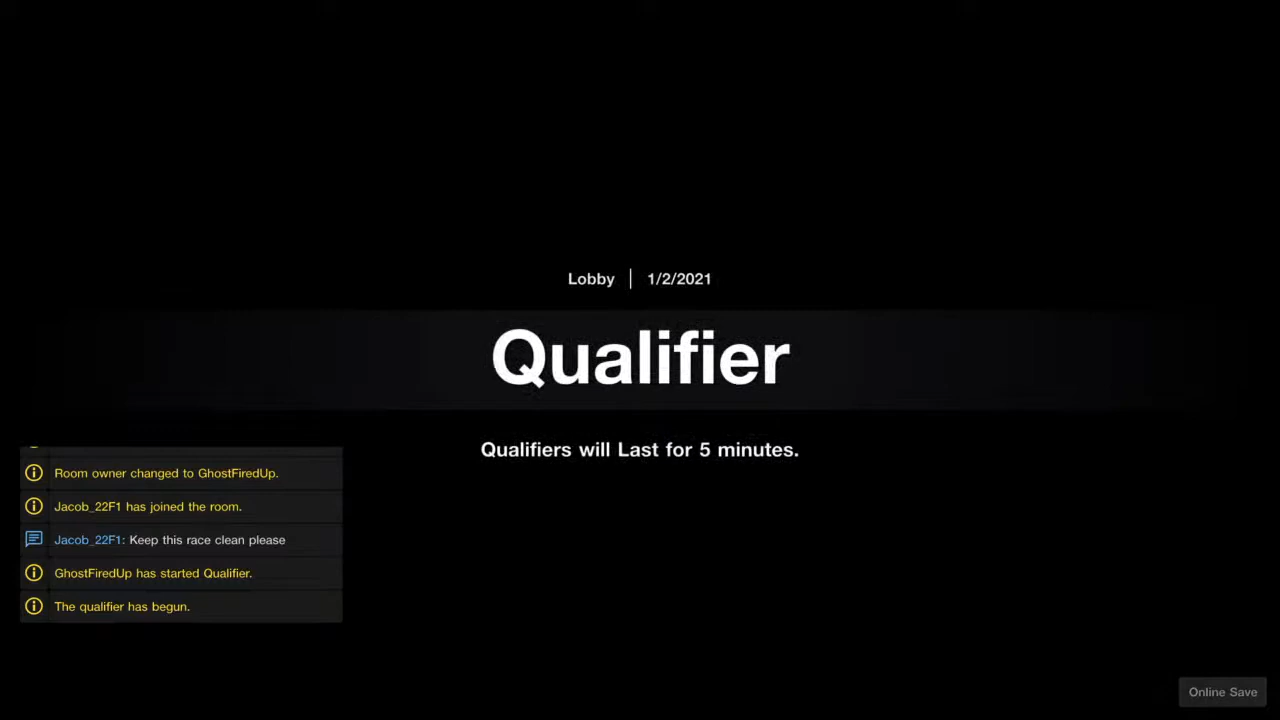 Lobby | 1/2/2021
Qualifier
Qualifiers will Last for 5 minutes.
Room owner changed to GhostFiredUp.
Jacob_22F1 has joined the room.
Jacob_22F1: Keep this race clean please
GhostFiredUp has started Qualifier.
The qualifier has begun.
Online Save